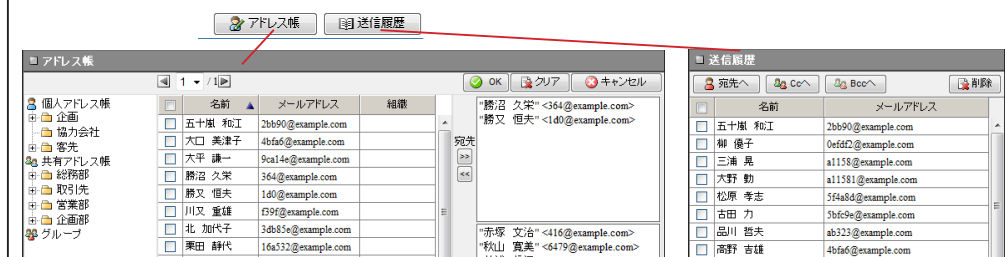 アドレス帳 送信履歴
アドレス帳
1 / 1
OK クリア キャンセル
個人アドレス帳
企画
協力会社
客先
共有アドレス帳
総務部
取引先
営業部
企画部
グループ
名前 メールアドレス 組織
五十嵐 和江 2bb90@example.com
大口 美津子 4bfa6@example.com
大平 謙一 9ca14e@example.com
勝沼 久栄 364@example.com
勝又 恒夫 1d0@example.com
川又 重雄 f39f@example.com
北 加代子 3db85e@example.com
栗田 静代 16a532@example.com
宛先
>>
<<
"勝沼 久栄" <364@example.com>
"勝又 恒夫" <1d0@example.com>
"赤塚 文治" <416@example.com>
"秋山 寛美" <6479@example.com>
送信履歴
宛先へ Ccへ Bccへ 削除
名前 メールアドレス
五十嵐 和江 2bb90@example.com
柳 優子 0efdf2@example.com
三浦 晃 a1158@example.com
大野 勤 a11581@example.com
松原 孝志 5f4a8d@example.com
古田 力 5bfc9e@example.com
品川 哲夫 ab323@example.com
高野 吉雄 4bfa6@example.com